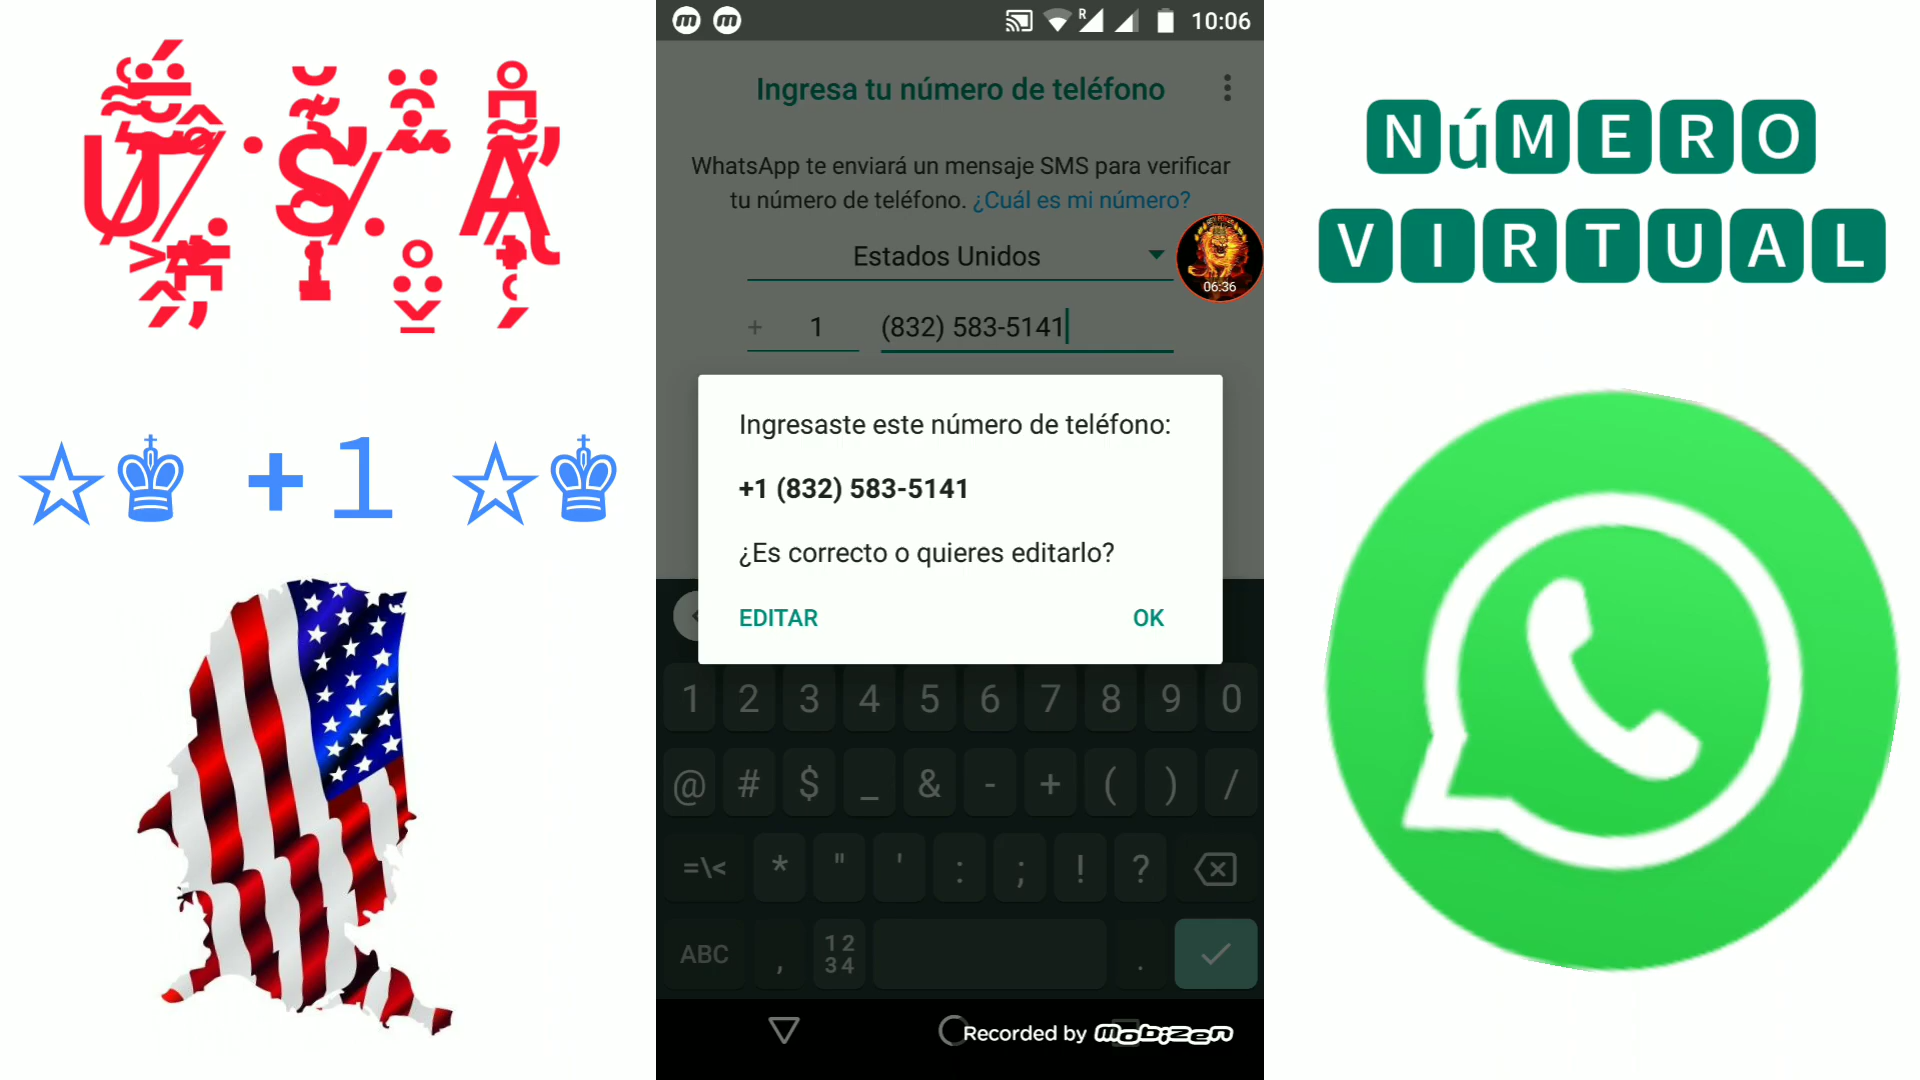 U.S.A
☆♚ +1 ☆♚
10:06
Ingresa tu número de teléfono
WhatsApp te enviará un mensaje SMS para verificar
tu número de teléfono. ¿Cuál es mi número?
Estados Unidos
06:36
+ 1 (832) 583-5141
Ingresaste este número de teléfono:
+1 (832) 583-5141
¿Es correcto o quieres editarlo?
EDITAR OK
1 2 3 4 5 6 7 8 9 0
@ # $ _ & - + ( ) /
=\< * " ' : ; ! ?
ABC , 12 34 .
Recorded by mobizen
NúMERO
VIRTUAL